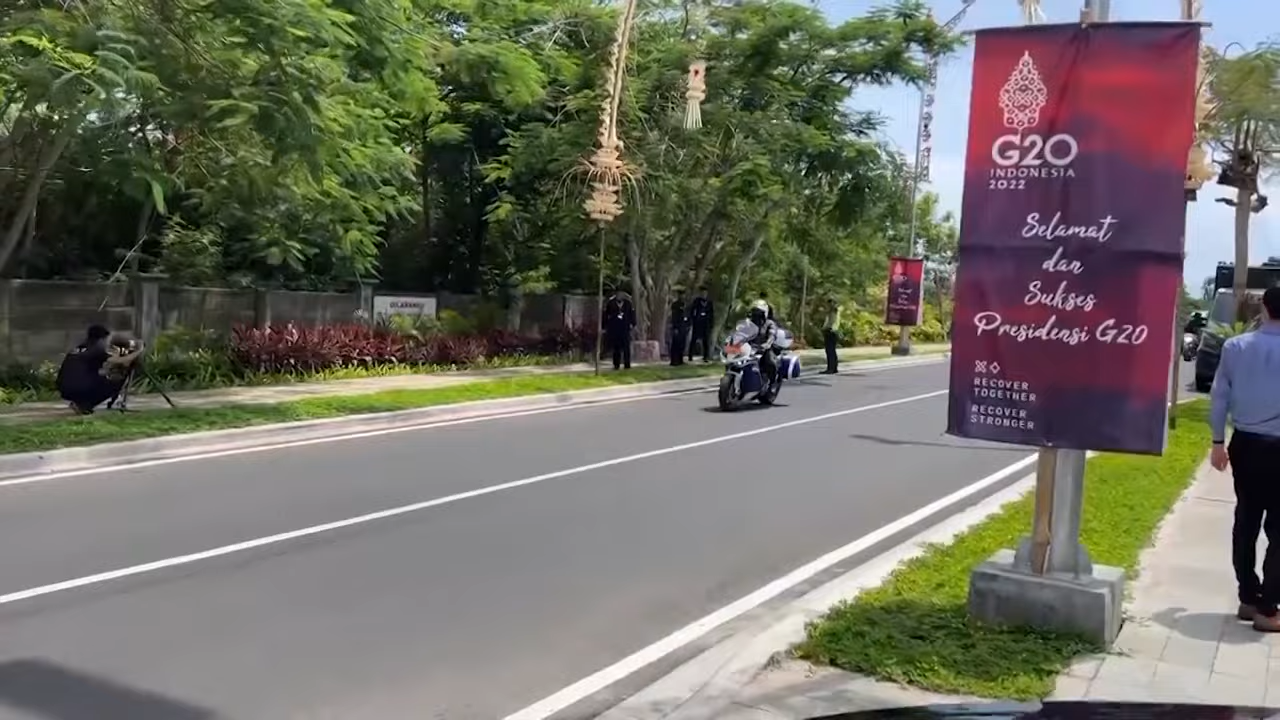 G20
INDONESIA
2022
Selamat
dan
Sukses
Presidensi G20
RECOVER
TOGETHER
RECOVER
STRONGER